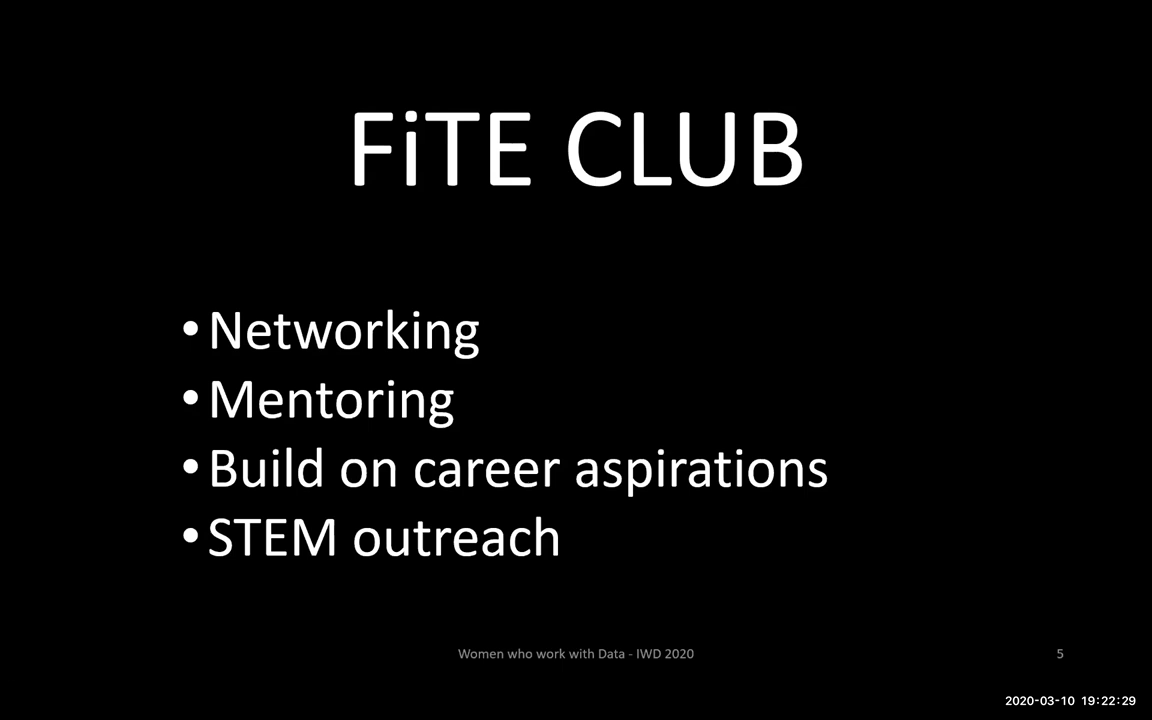 FiTE CLUB
• Networking
• Mentoring
• Build on career aspirations
• STEM outreach
Women who work with Data - IWD 2020
5
2020-03-10 19:22:29